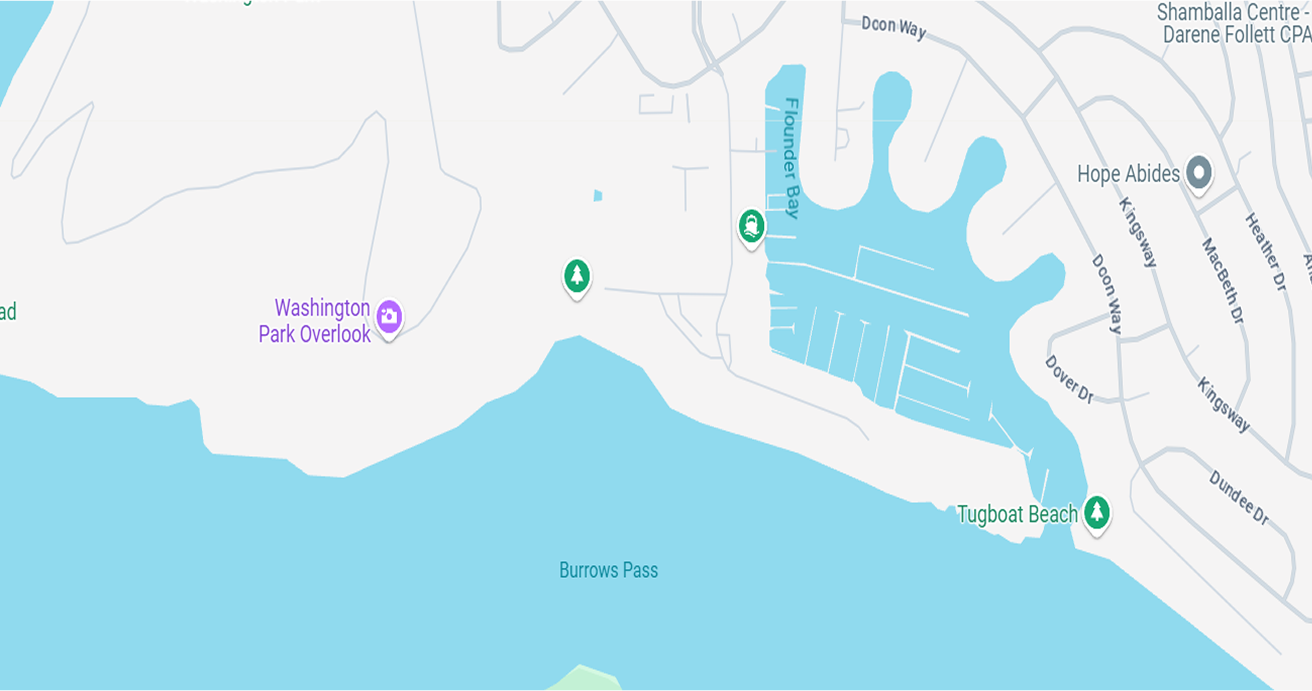 Shamballa Centre -
Darene Follett CPA
Doon Way
Flounder Bay
Hope Abides
Kingsway
Heather Dr
MacBeth Dr
Doon Way
Washington
Park Overlook
ad
Dover Dr
Kingsway
Dundee Dr
Tugboat Beach
Burrows Pass